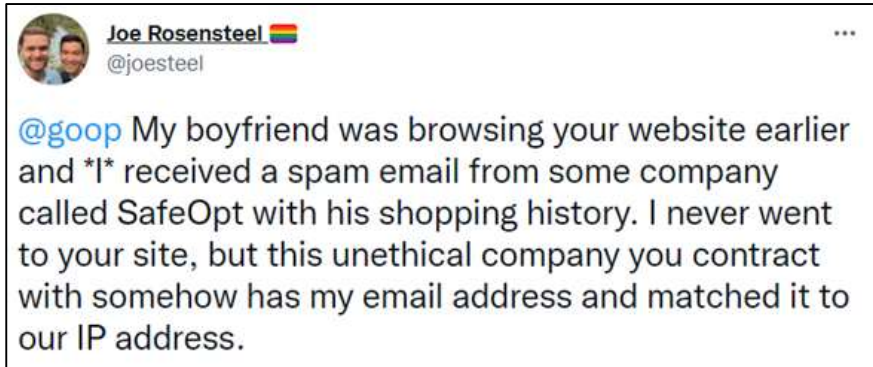 Joe Rosensteel 🏳️‍🌈
@joesteel
@goop My boyfriend was browsing your website earlier
and *I* received a spam email from some company
called SafeOpt with his shopping history. I never went
to your site, but this unethical company you contract
with somehow has my email address and matched it to
our IP address.